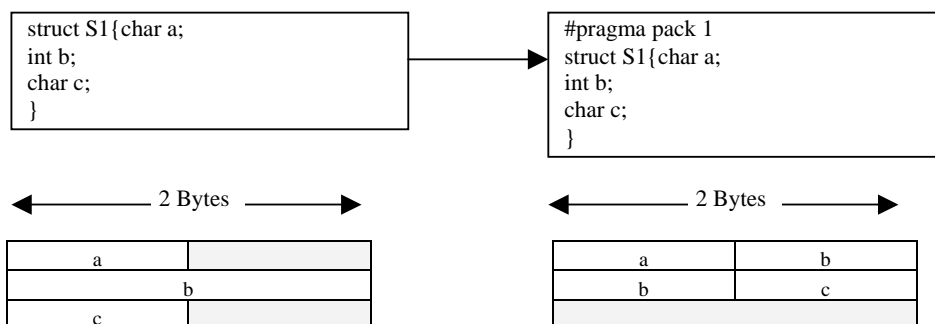 struct S1{char a;
int b;
char c;
}
#pragma pack 1
struct S1{char a;
int b;
char c;
}
2 Bytes
2 Bytes
a
b
c
a b
b c